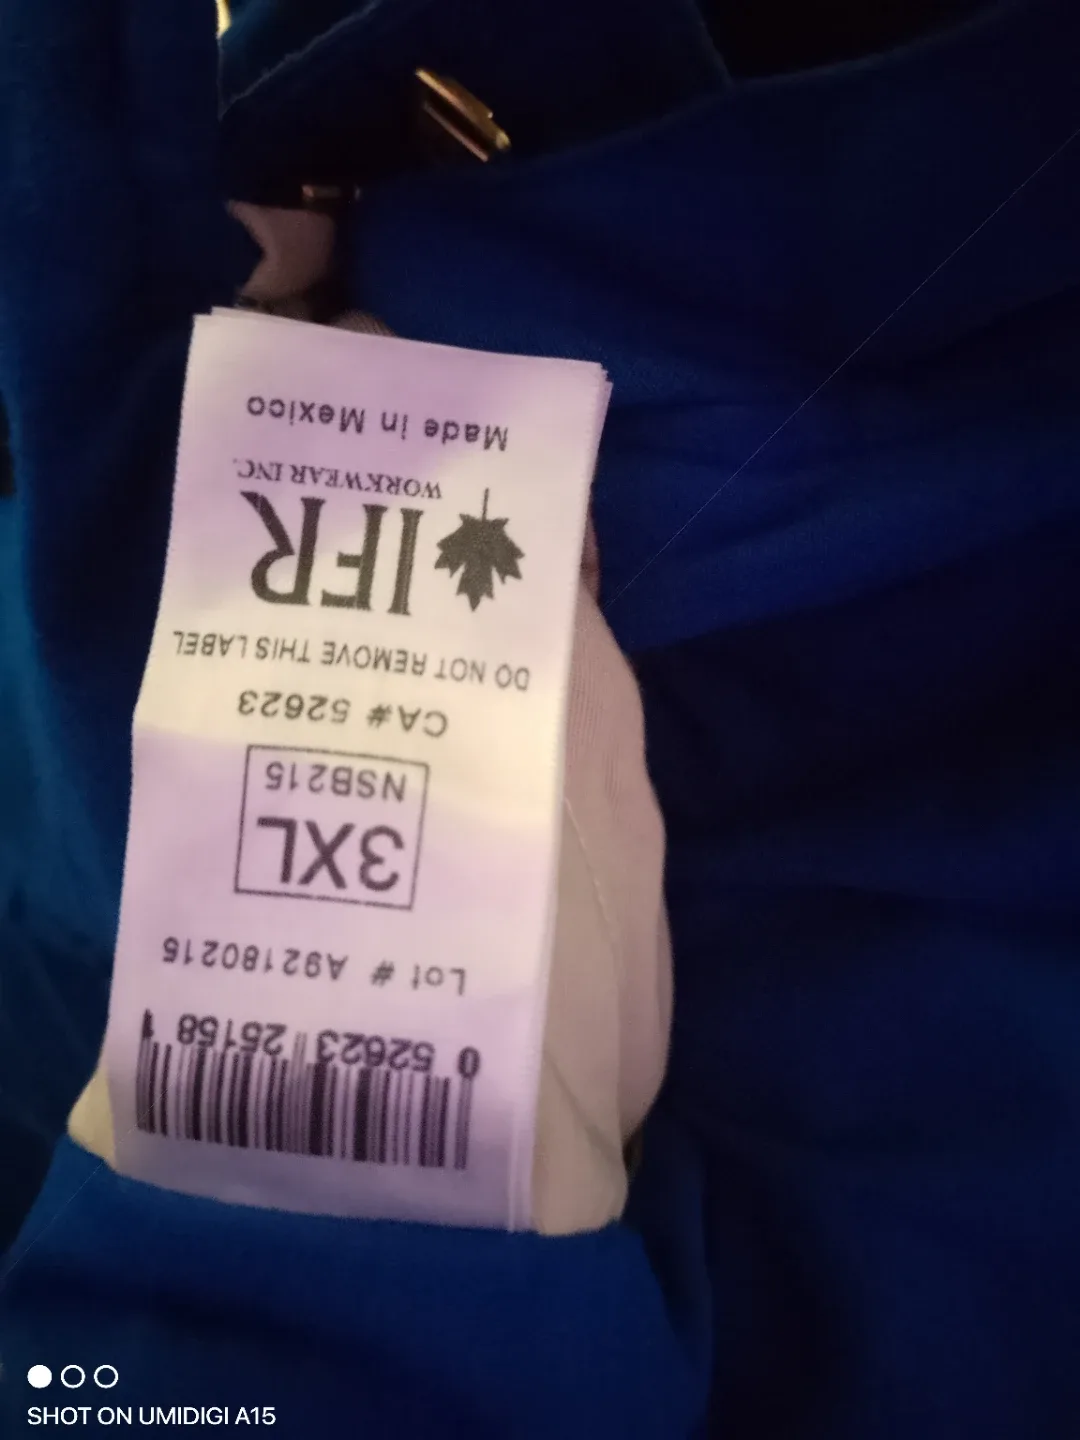 Made in Mexico
WORKWEAR INC.
IFR
DO NOT REMOVE THIS LABEL
CA# 52623
NSB215
3XL
Lot # A92180215
0 52623 25158 1
SHOT ON UMIDIGI A15